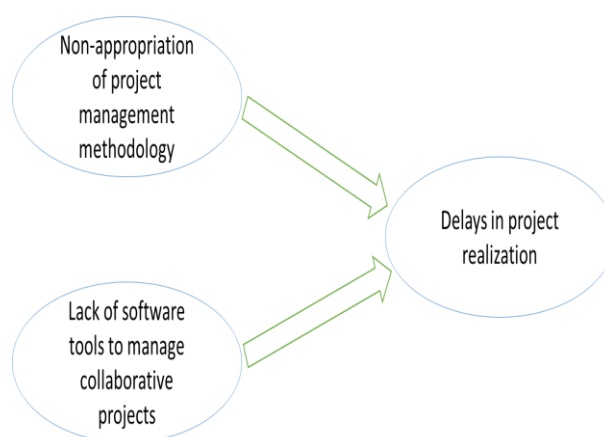 Non-appropriation
of project
management
methodology
Delays in project
realization
Lack of software
tools to manage
collaborative
projects